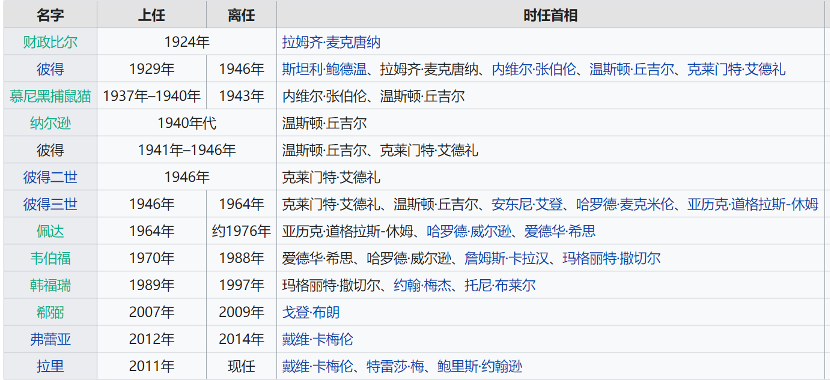 名字 上任 离任 时任首相
财政比尔 1924年 拉姆齐·麦克唐纳
彼得 1929年 1946年 斯坦利·鲍德温、拉姆齐·麦克唐纳、内维尔·张伯伦、温斯顿·丘吉尔、克莱门特·艾德礼
慕尼黑捕鼠猫 1937年–1940年 1943年 内维尔·张伯伦、温斯顿·丘吉尔
纳尔逊 1940年代 温斯顿·丘吉尔
彼得 1941年–1946年 温斯顿·丘吉尔、克莱门特·艾德礼
彼得二世 1946年 克莱门特·艾德礼
彼得三世 1946年 1964年 克莱门特·艾德礼、温斯顿·丘吉尔、安东尼·艾登、哈罗德·麦克米伦、亚历克·道格拉斯-休姆
佩达 1964年 约1976年 亚历克·道格拉斯-休姆、哈罗德·威尔逊、爱德华·希思
韦伯福 1970年 1988年 爱德华·希思、哈罗德·威尔逊、詹姆斯·卡拉汉、玛格丽特·撒切尔
韩福瑞 1989年 1997年 玛格丽特·撒切尔、约翰·梅杰、托尼·布莱尔
希弼 2007年 2009年 戈登·布朗
弗蕾亚 2012年 2014年 戴维·卡梅伦
拉里 2011年 现任 戴维·卡梅伦、特雷莎·梅、鲍里斯·约翰逊